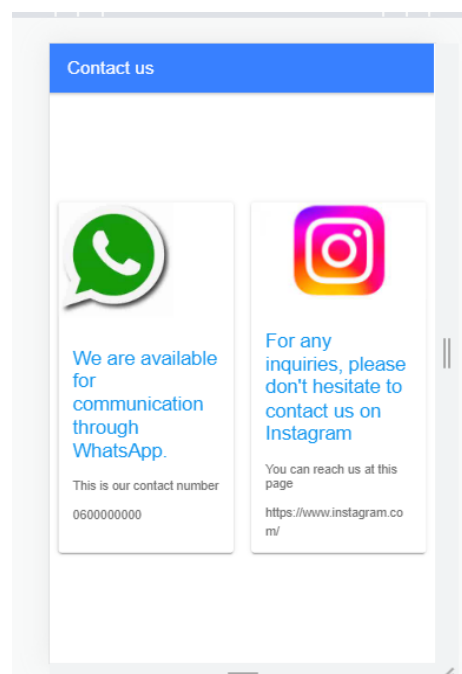 Contact us
We are available
for
communication
through
WhatsApp.
This is our contact number
0600000000
For any
inquiries, please
don't hesitate to
contact us on
Instagram
You can reach us at this
page
https://www.instagram.co
m/